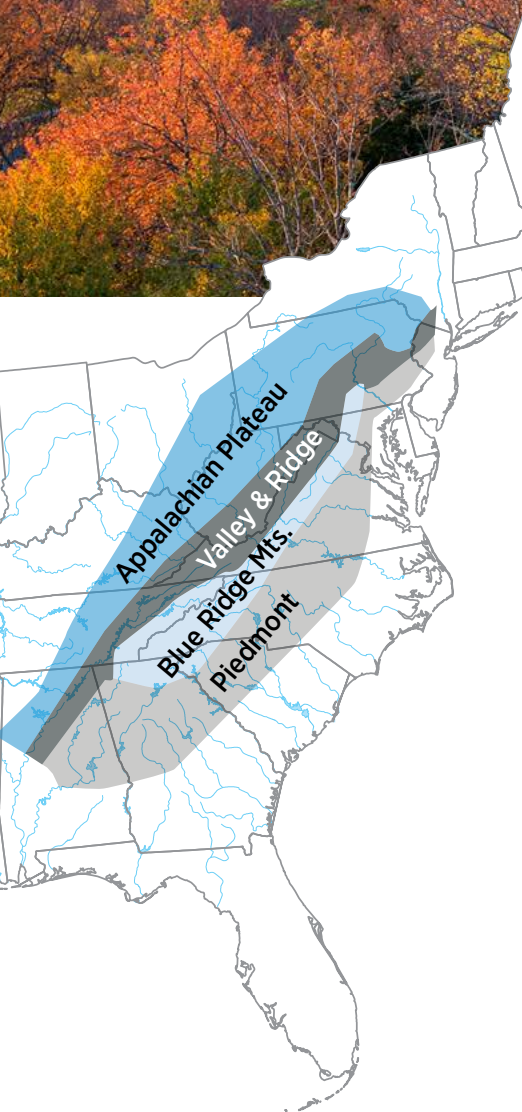 Appalachian Plateau
Valley & Ridge
Blue Ridge Mts.
Piedmont